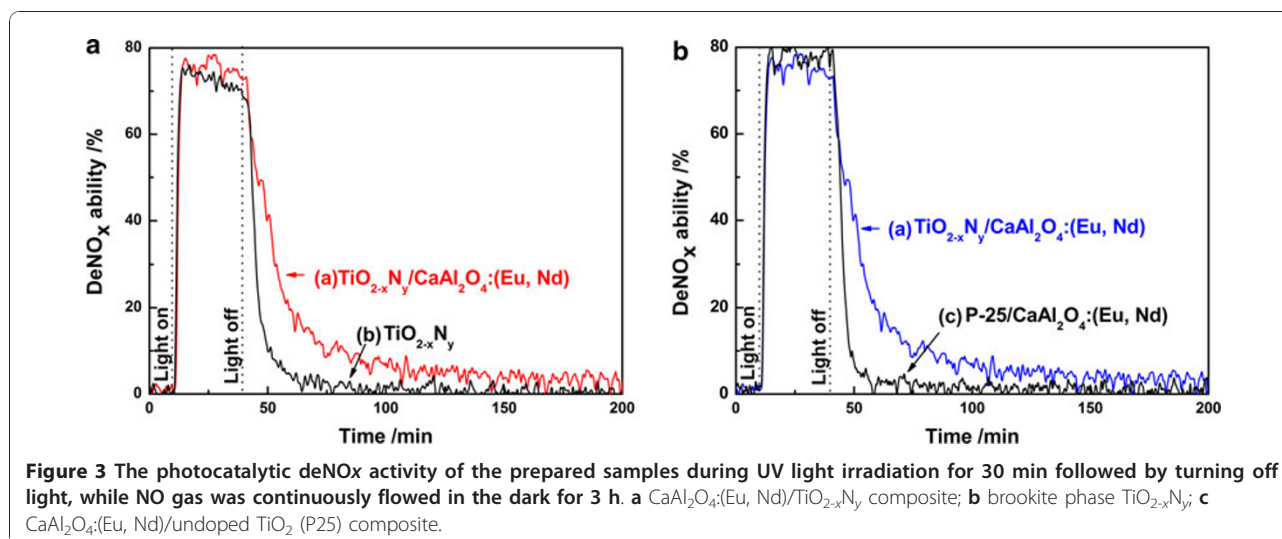 a
80
60
40
20
0
DeNOx ability /%
Light on
Light off
(a)TiO2-xNy/CaAl2O4:(Eu, Nd)
(b) TiO2-xNy
0 50 100 150 200
Time /min
b
80
60
40
20
0
DeNOx ability /%
Light on
Light off
(a) TiO2-xNy/CaAl2O4:(Eu, Nd)
(c) P-25/CaAl2O4:(Eu, Nd)
0 50 100 150 200
Time /min
Figure 3 The photocatalytic deNOx activity of the prepared samples during UV light irradiation for 30 min followed by turning off
light, while NO gas was continuously flowed in the dark for 3 h. a CaAl2O4:(Eu, Nd)/TiO2-xNy composite; b brookite phase TiO2-xNy; c
CaAl2O4:(Eu, Nd)/undoped TiO2 (P25) composite.